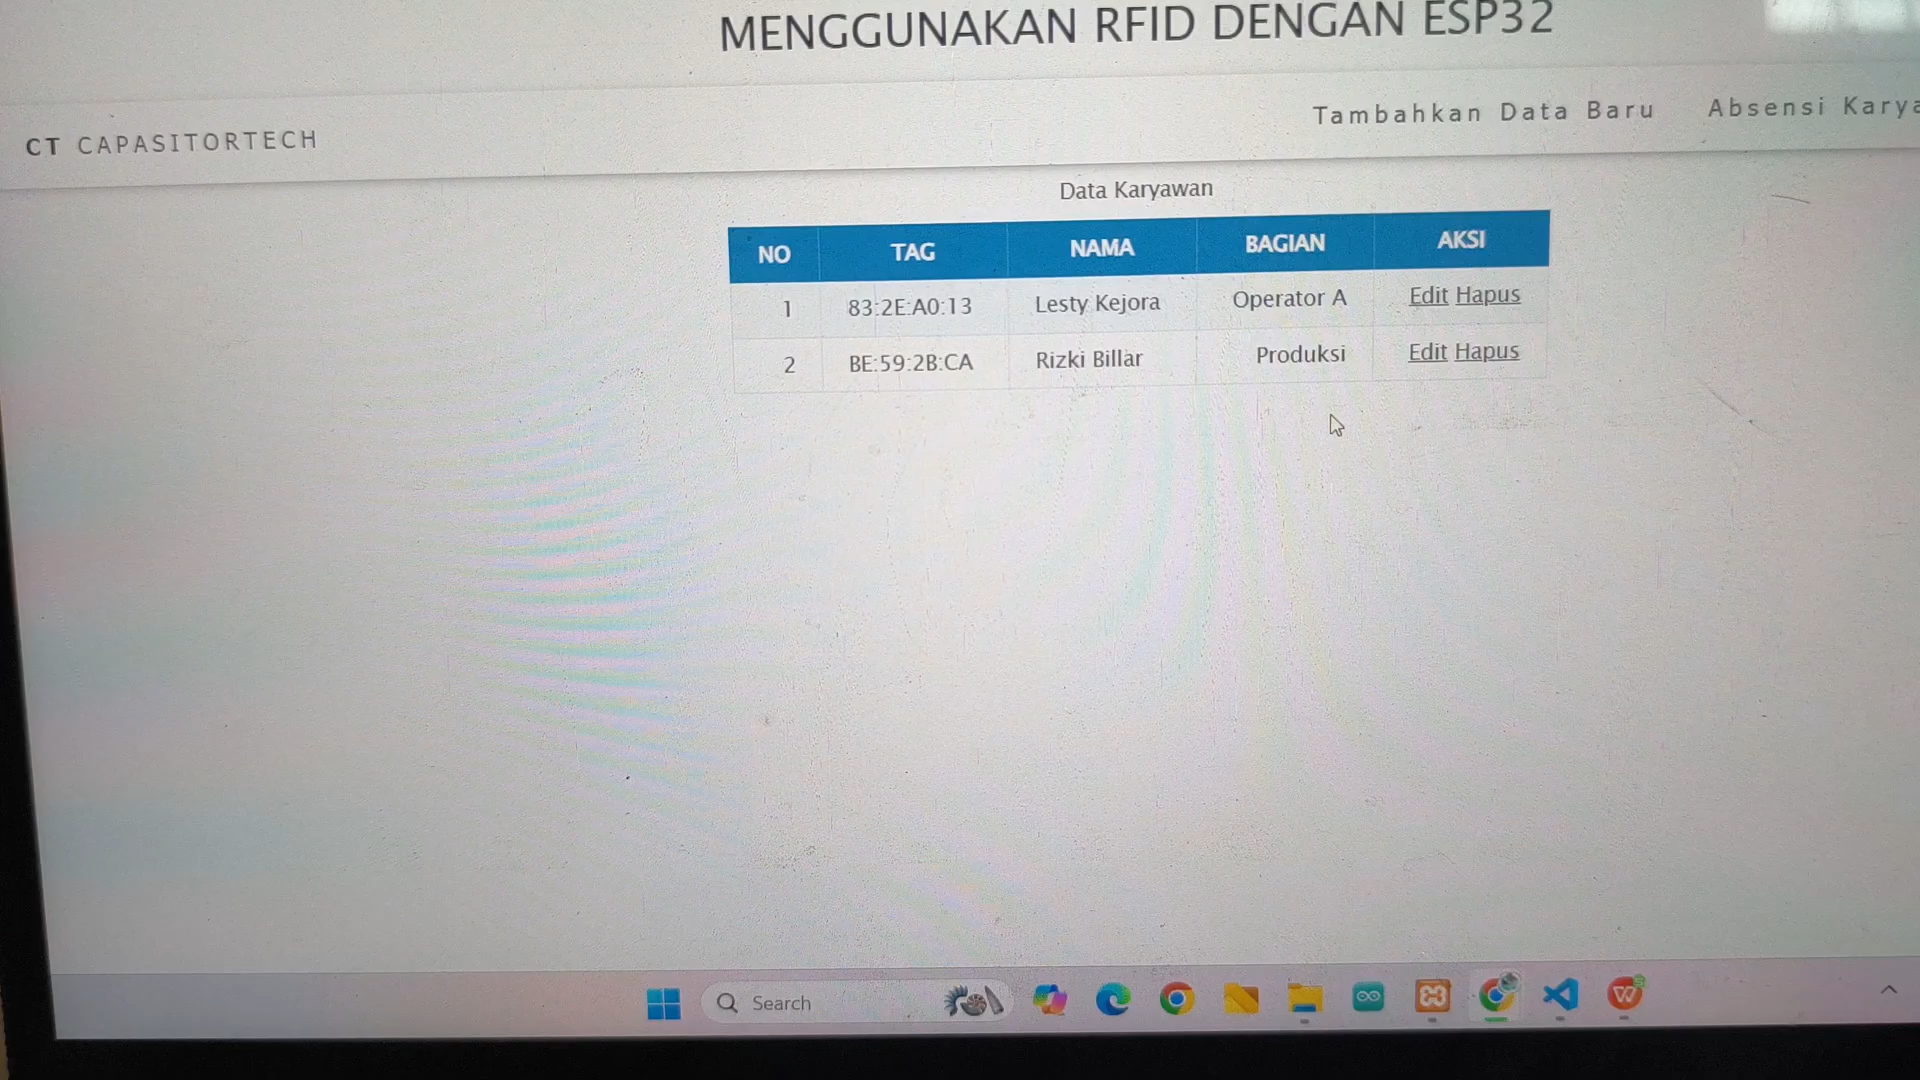 MENGGUNAKAN RFID DENGAN ESP32
CT CAPASITORTECH
Tambahkan Data Baru Absensi
Data Karyawan
NO TAG NAMA BAGIAN AKSI
1 83:2E:A0:13 Lesty Kejora Operator A Edit Hapus
2 BE:59:2B:CA Rizki Billar Produksi Edit Hapus
Search